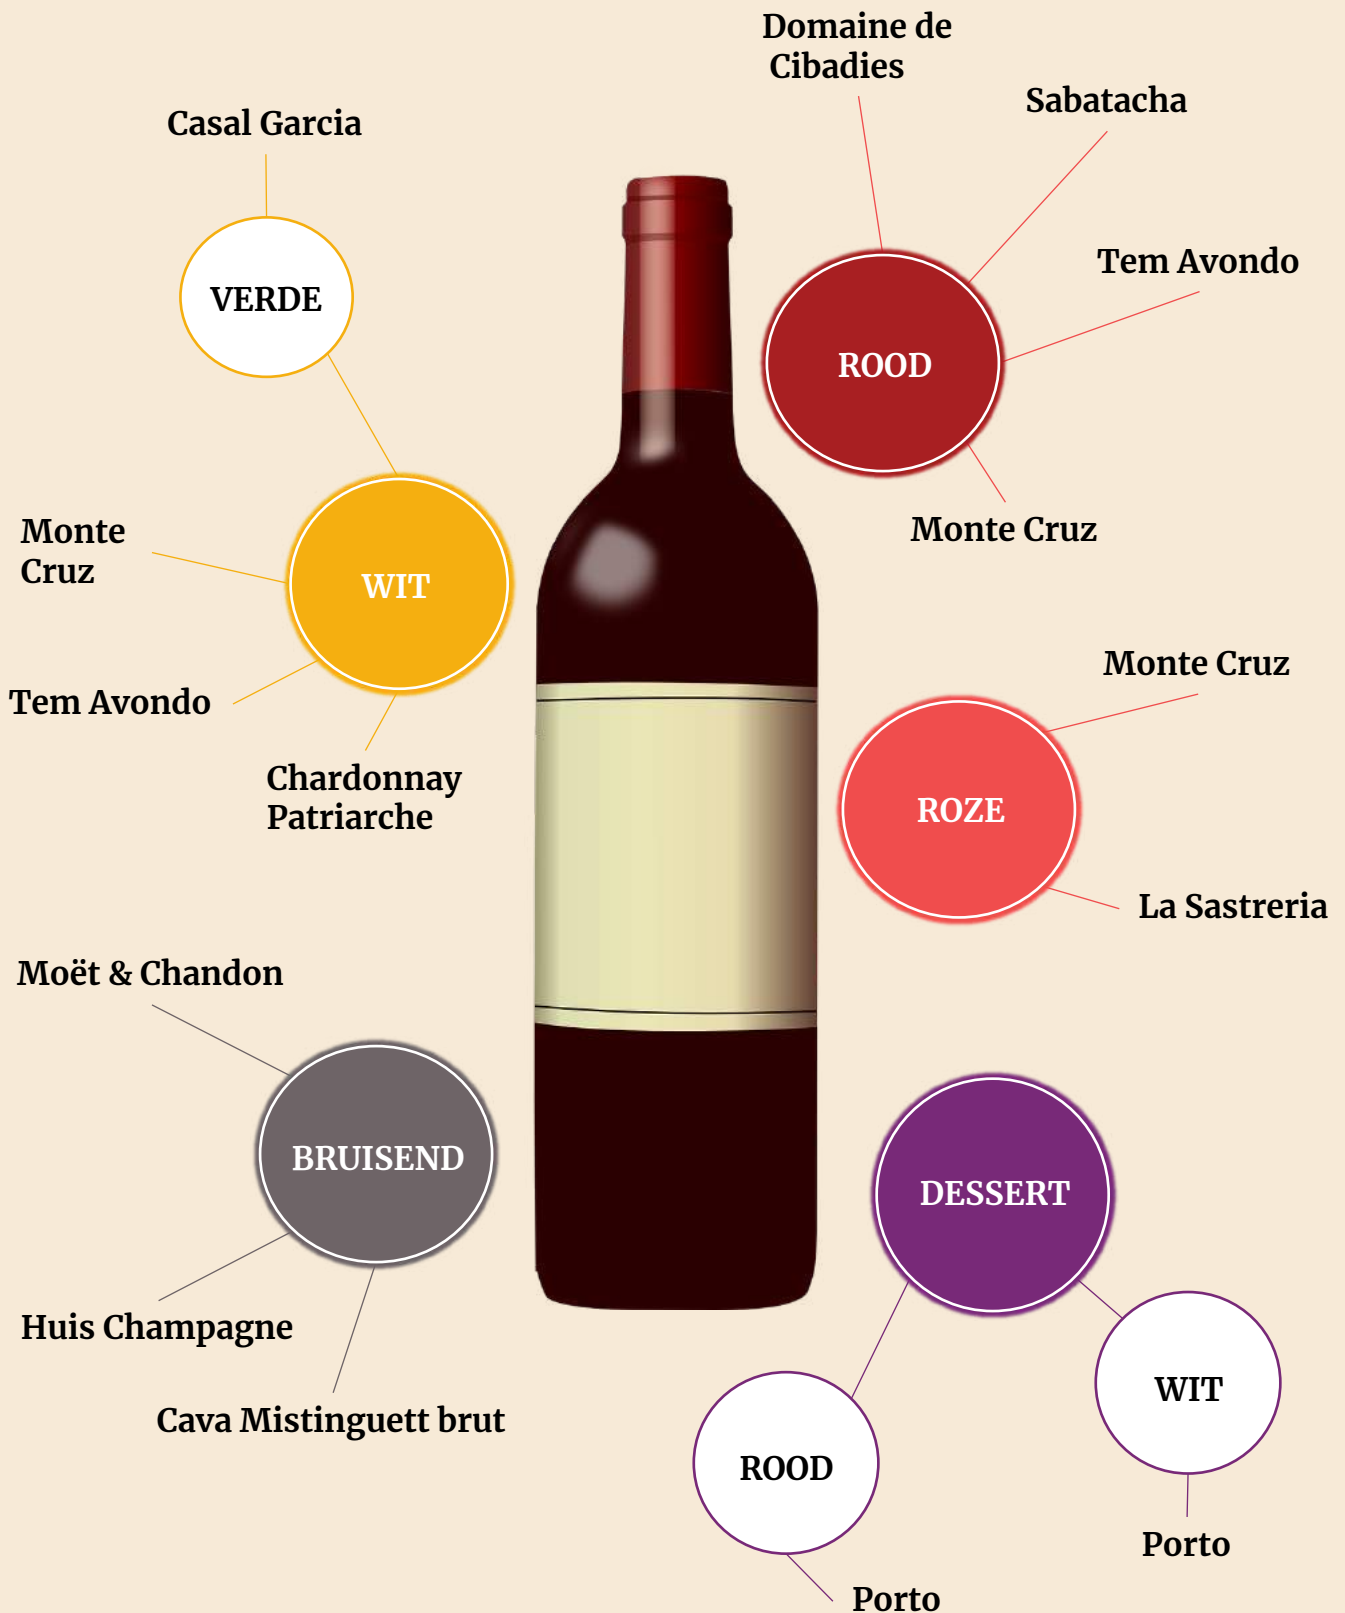 Domaine de
Cibadies
Sabatacha
Tem Avondo
ROOD
Monte Cruz
Casal Garcia
VERDE
Monte
Cruz
WIT
Tem Avondo
Chardonnay
Patriarche
Monte Cruz
ROZE
La Sastreria
Moët & Chandon
BRUISEND
Huis Champagne
Cava Mistinguett brut
DESSERT
WIT
Porto
ROOD
Porto